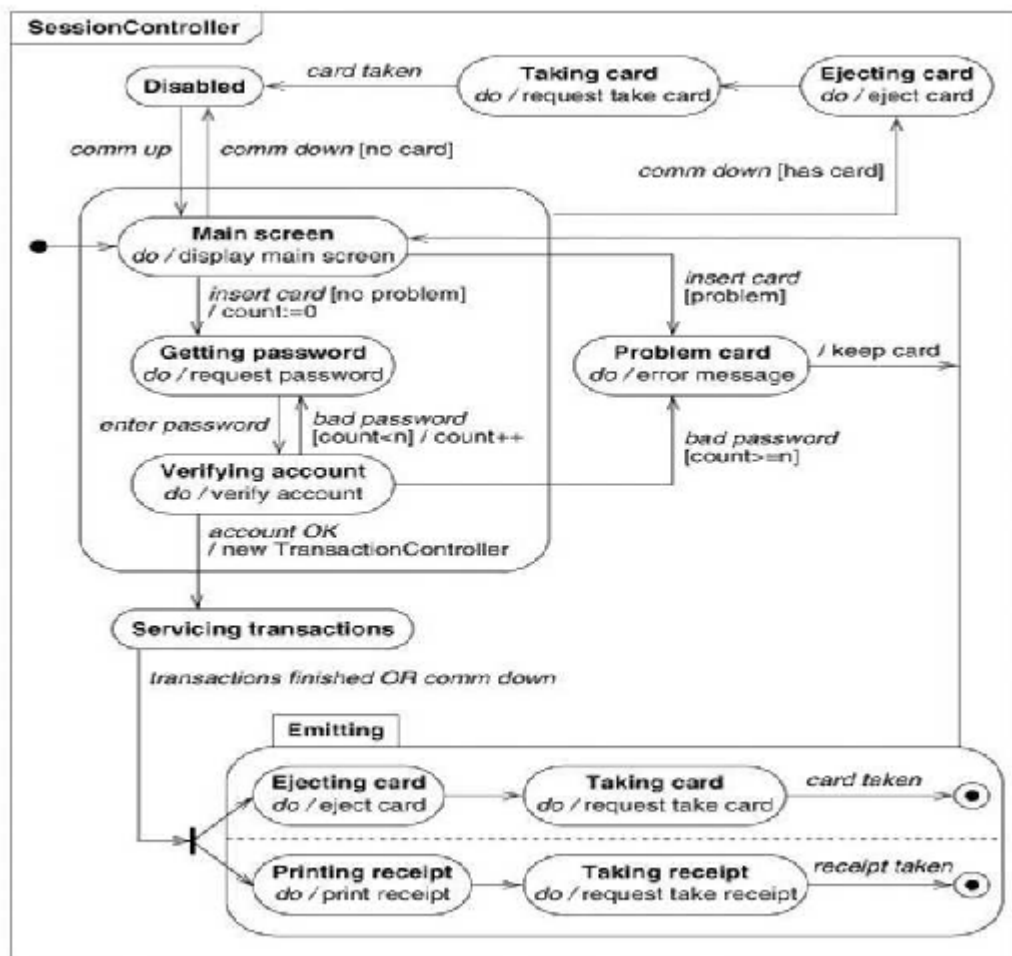 SessionController
Disabled
card taken
Taking card
do / request take card
Ejecting card
do / eject card
comm up
comm down [no card]
comm down [has card]
Main screen
do / display main screen
insert card [no problem]
/ count:=0
insert card
[problem]
Getting password
do / request password
Problem card
do / error message
/ keep card
enter password
bad password
[count<n] / count++
bad password
[count>=n]
Verifying account
do / verify account
account OK
/ new TransactionController
Servicing transactions
transactions finished OR comm down
Emitting
Ejecting card
do / eject card
Taking card
do / request take card
card taken
Printing receipt
do / print receipt
Taking receipt
do / request take receipt
receipt taken